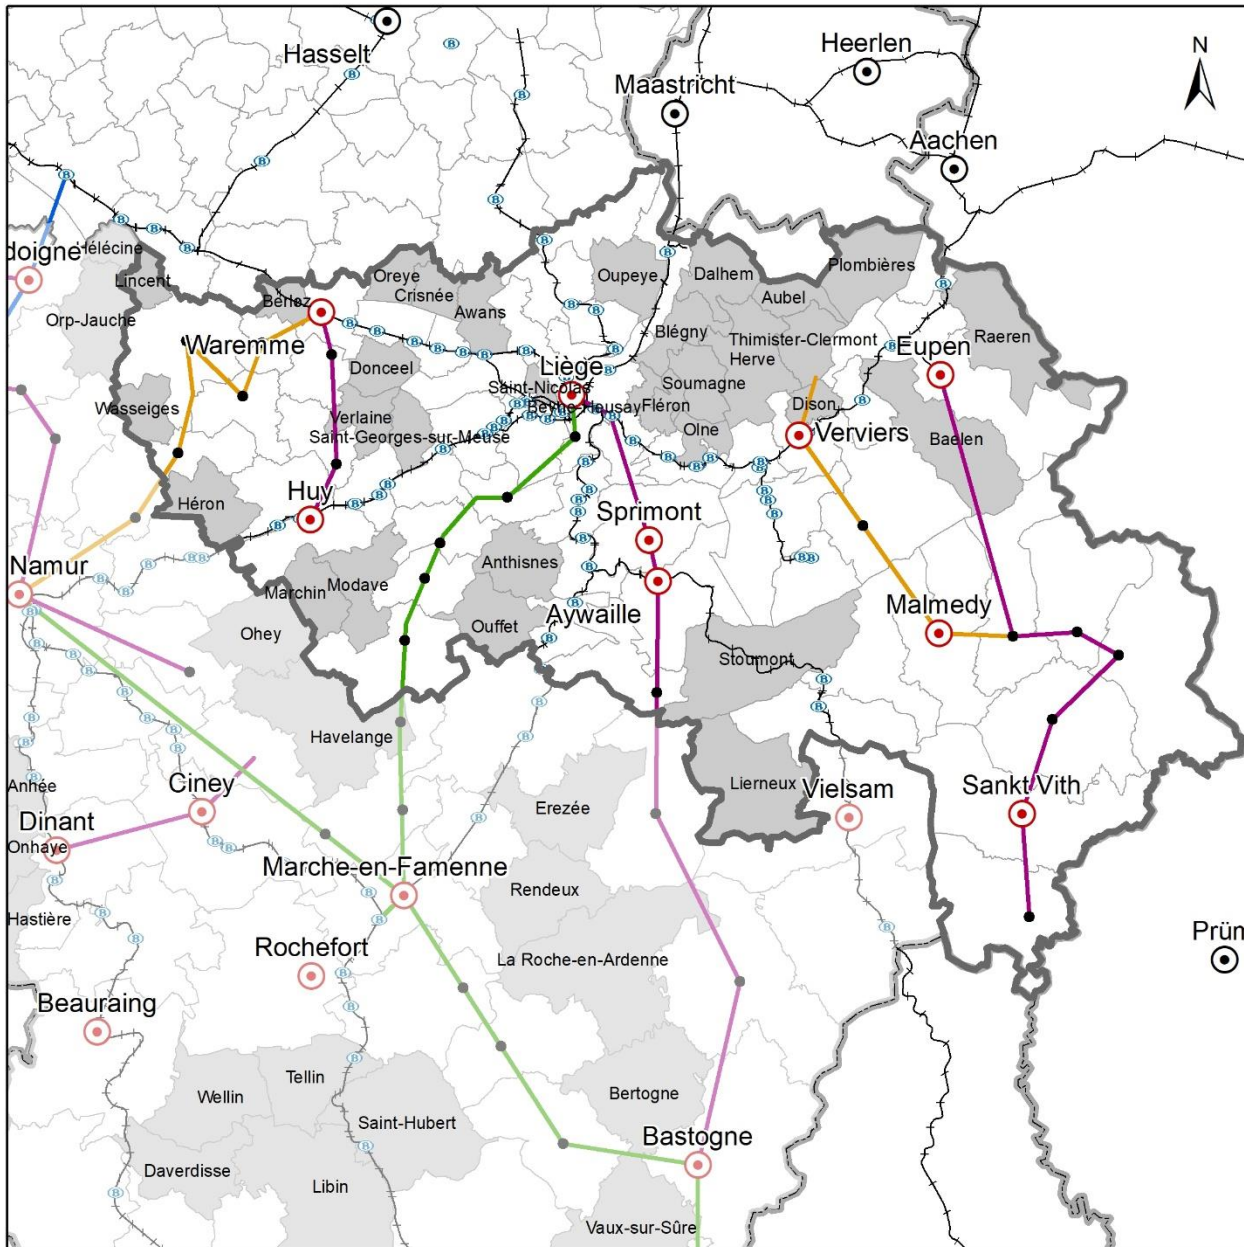 Hasselt
Heerlen
Maastricht
N
Aachen
Hélécine
doigne
Lincent
Oreye
Crisnée
Oupeye
Dalhem
Plombières
Berloz
Aubel
Orp-Jauche
Awans
Blégny
Thimister-Clermont
Raeren
Waremme
Herve
Eupen
Donceel
Liège
Soumagne
Saint-Nicolas
Wasseiges
Verlaine
Beyne-Heusay
Fléron
Dison
Saint-Georges-sur-Meuse
Olne
Verviers
Baelen
Héron
Huy
Sprimont
Namur
Anthisnes
Marchin
Modave
Malmedy
Aywaille
Ohey
Ouffet
Stoumont
Havelange
Ciney
Lierneux
Vielsam
Sankt Vith
Année
Erezée
Dinant
Onhaye
Marche-en-Famenne
Rendeux
Hastière
Rochefort
La Roche-en-Ardenne
Prüm
Beauraing
Tellin
Wellin
Bertogne
Saint-Hubert
Bastogne
Daverdisse
Libin
Vaux-sur-Sûre